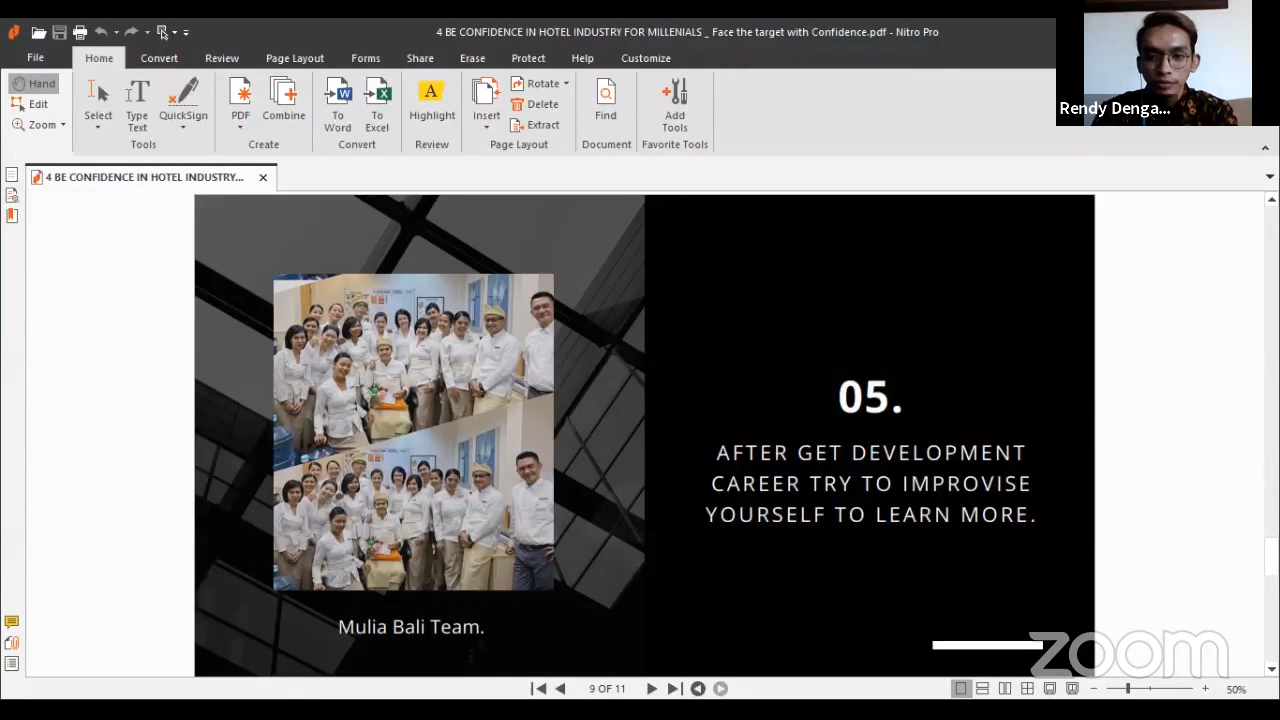 4 BE CONFIDENCE IN HOTEL INDUSTRY FOR MILLENIALS _ Face the target with Confidence.pdf - Nitro Pro
Rendy Denga...
File Home Convert Review Page Layout Forms Share Erase Protect Help Customize
Hand
Edit
Zoom
Select
Type Text
QuickSign
Tools
PDF
Combine
Create
To Word
To Excel
Convert
Highlight
Review
Insert
Rotate
Delete
Extract
Page Layout
Find
Document
Add Tools
Favorite Tools
4 BE CONFIDENCE IN HOTEL INDUSTRY...
Mulia Bali Team.
05.
AFTER GET DEVELOPMENT
CAREER TRY TO IMPROVISE
YOURSELF TO LEARN MORE.
zoom
9 OF 11
50%